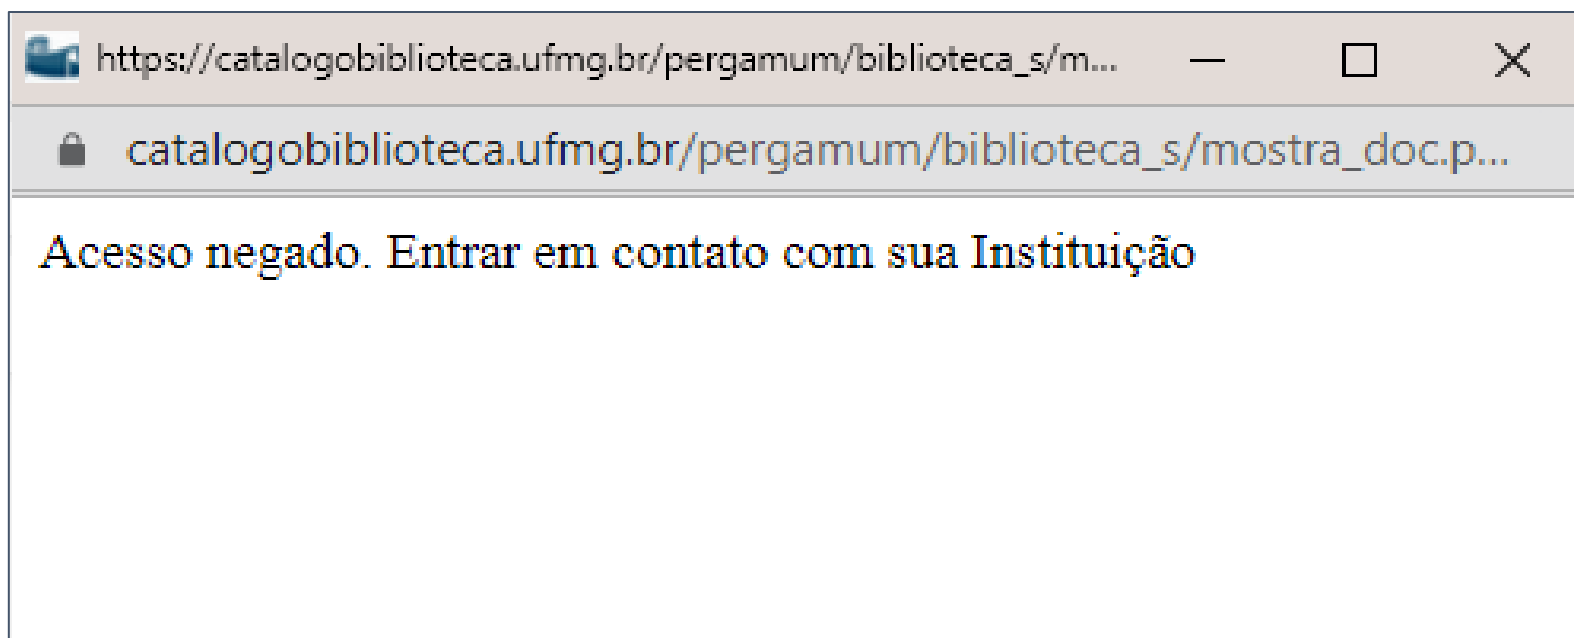 https://catalogobiblioteca.ufmg.br/pergamum/biblioteca_s/m...
catalogobiblioteca.ufmg.br/pergamum/biblioteca_s/mostra_doc.p...
Acesso negado. Entrar em contato com sua Instituição